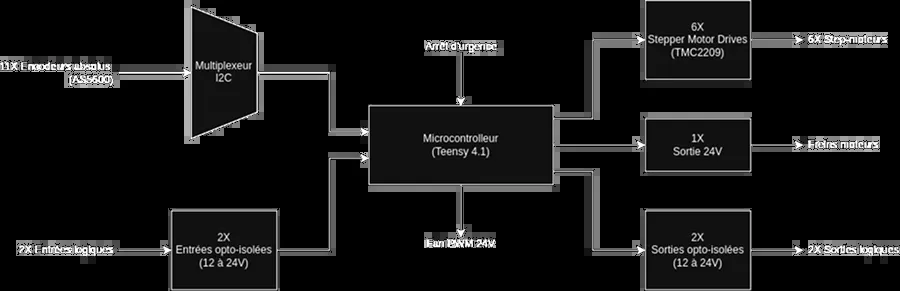 6X
Stepper Motor Drives
(TMC2209)
6X Step-moteurs
Arrêt d'urgence
11X Encodeurs absolus
(AS5600)
Multiplexeur
I2C
Microcontrolleur
(Teensy 4.1)
1X
Sortie 24V
Freins moteurs
2X Entrées logiques
2X
Entrées opto-isolées
(12 à 24V)
Fan PWM 24V
2X
Sorties opto-isolées
(12 à 24V)
2X Sorties logiques